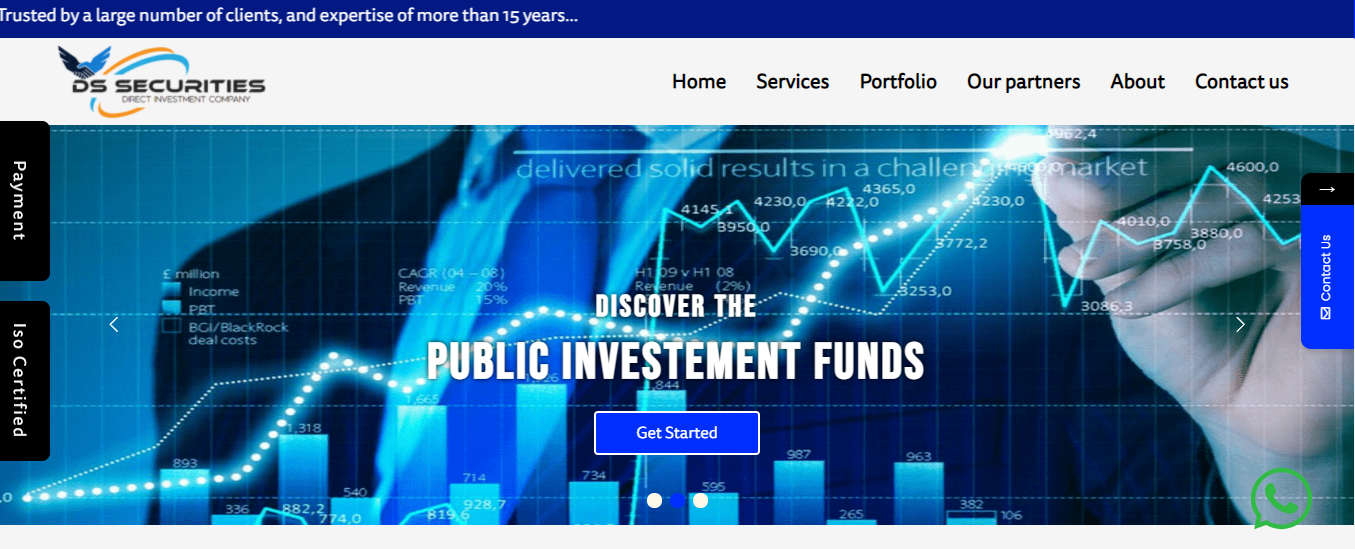 Trusted by a large number of clients, and expertise of more than 15 years...
DS SECURITIES
DIRECT INVESTMENT COMPANY
Home Services Portfolio Our partners About Contact us
Payment
Iso Certified
→
Contact Us
delivered solid results in a challenging market
4962,4
4600,0
4365,0
4145,1
4230,0
4222,0
4230,0
4253
3950,0
4010,0
3880,0
3690,0
3772,2
3758,0
3253,0
3086,3
£ million
Income
PBT
BGI/BlackRock
deal costs
CAGR (04 – 08)
Revenue 20%
PBT 15%
H1 09 v H1 08
Revenue (2%)
DISCOVER THE
PUBLIC INVESTEMENT FUNDS
Get Started
1,926
1,844
1,665
1,318
893
987
963
714
734
540
595
336
882,2
774,0
819,6
928,7
265
382
106